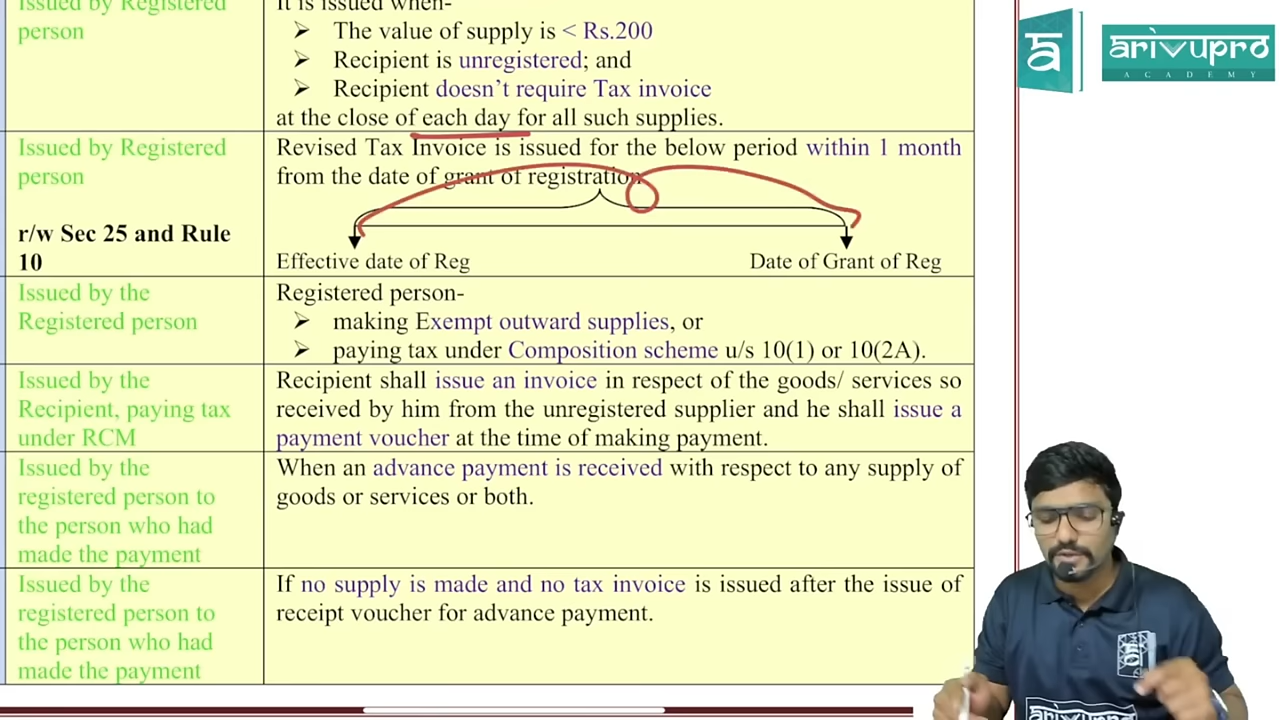 Issued by Registered
person
It is issued when-
➢ The value of supply is < Rs.200
➢ Recipient is unregistered; and
➢ Recipient doesn't require Tax invoice
at the close of each day for all such supplies.
Issued by Registered
person
r/w Sec 25 and Rule
10
Revised Tax Invoice is issued for the below period within 1 month
from the date of grant of registration
Effective date of Reg
Date of Grant of Reg
Issued by the
Registered person
Registered person-
➢ making Exempt outward supplies, or
➢ paying tax under Composition scheme u/s 10(1) or 10(2A).
Issued by the
Recipient, paying tax
under RCM
Recipient shall issue an invoice in respect of the goods/ services so
received by him from the unregistered supplier and he shall issue a
payment voucher at the time of making payment.
Issued by the
registered person to
the person who had
made the payment
When an advance payment is received with respect to any supply of
goods or services or both.
Issued by the
registered person to
the person who had
made the payment
If no supply is made and no tax invoice is issued after the issue of
receipt voucher for advance payment.
arivupro
ACADEMY
arivupro